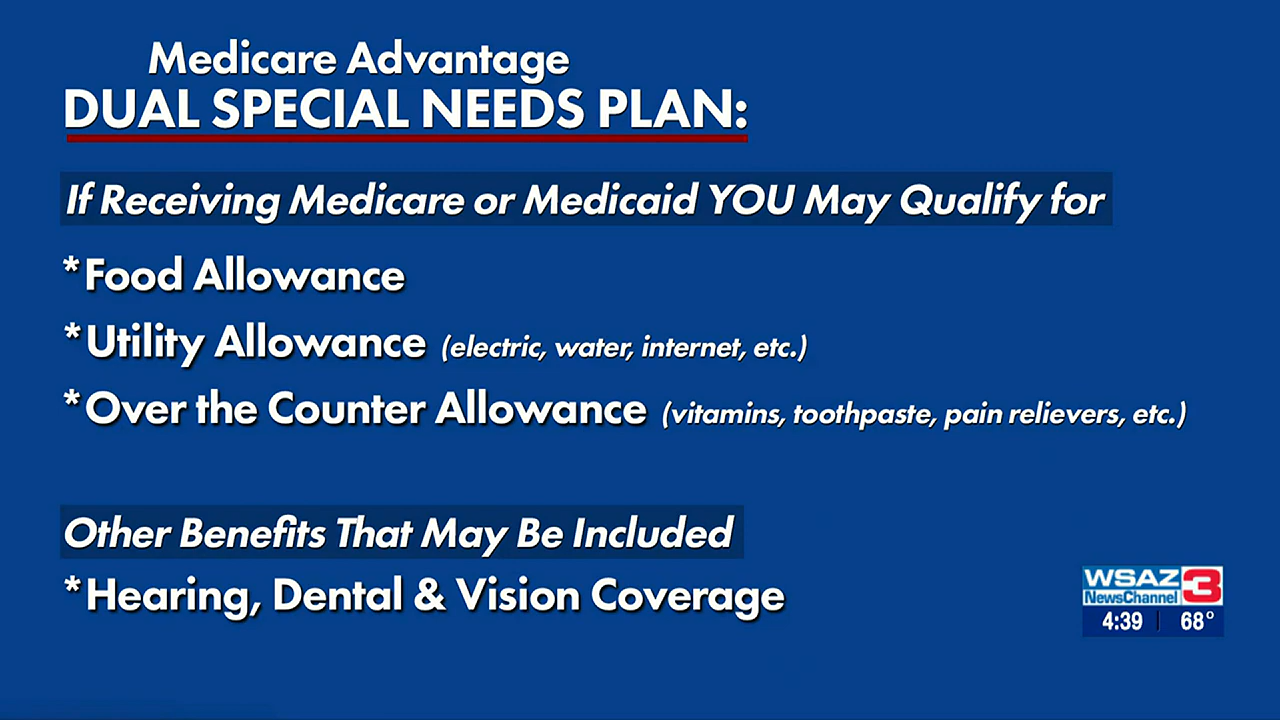 Medicare Advantage
DUAL SPECIAL NEEDS PLAN:
If Receiving Medicare or Medicaid YOU May Qualify for
*Food Allowance
*Utility Allowance (electric, water, internet, etc.)
*Over the Counter Allowance (vitamins, toothpaste, pain relievers, etc.)
Other Benefits That May Be Included
*Hearing, Dental & Vision Coverage
WSAZ 3
NewsChannel
4:39 | 68°